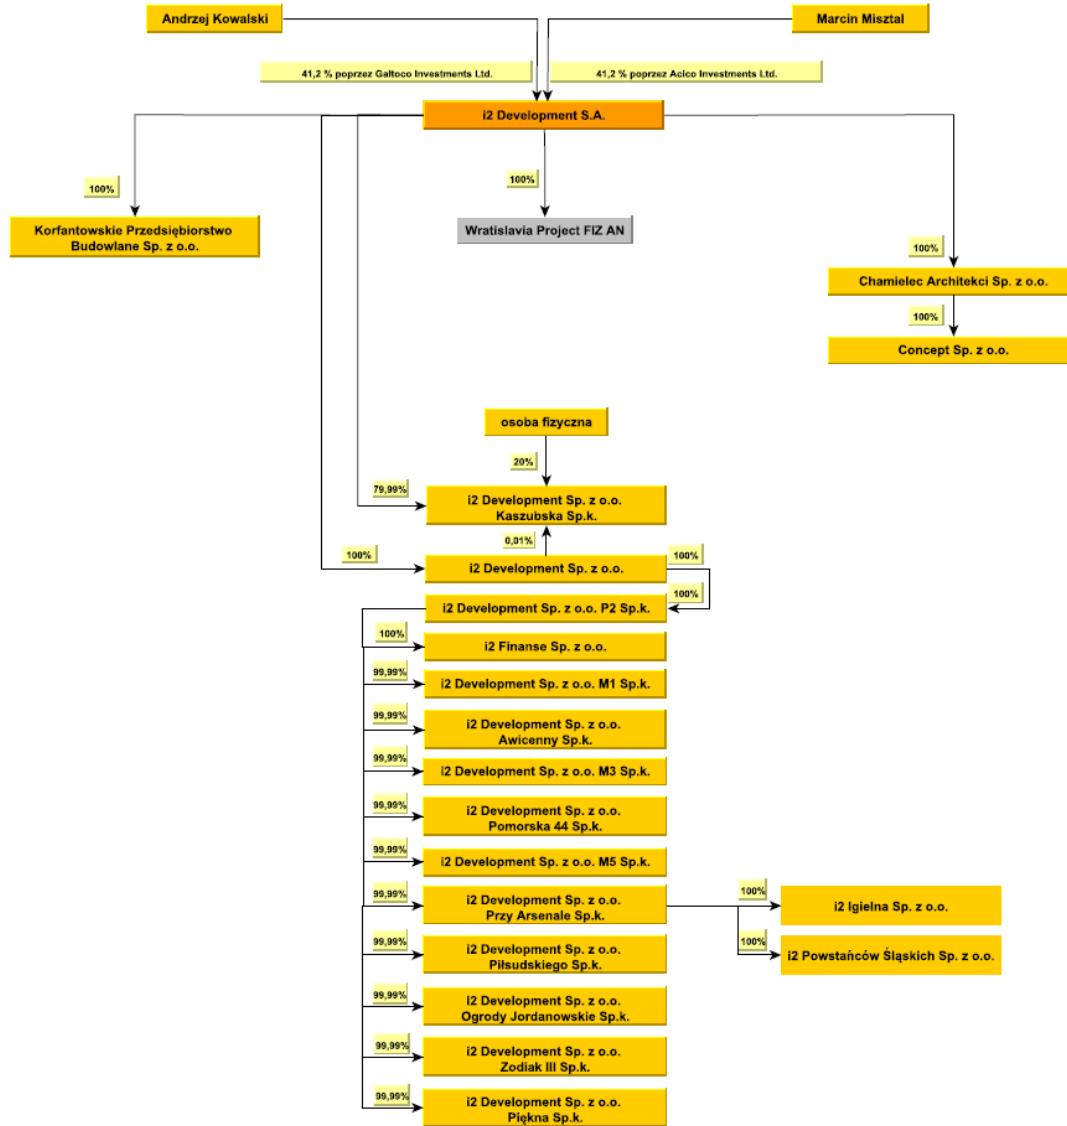 Andrzej Kowalski
Marcin Misztal
41,2 % poprzez Galtoco Investments Ltd.
41,2 % poprzez Acico Investments Ltd.
i2 Development S.A.
100%
100%
Korfantowskie Przedsiębiorstwo
Budowlane Sp. z o.o.
Wratislavia Project FIZ AN
100%
Chamielec Architekci Sp. z o.o.
100%
Concept Sp. z o.o.
osoba fizyczna
20%
79,99%
i2 Development Sp. z o.o.
Kaszubska Sp.k.
0,01%
100%
100%
i2 Development Sp. z o.o.
100%
i2 Development Sp. z o.o. P2 Sp.k.
100%
i2 Finanse Sp. z o.o.
99,99%
i2 Development Sp. z o.o. M1 Sp.k.
99,99%
i2 Development Sp. z o.o.
Awicenny Sp.k.
99,99%
i2 Development Sp. z o.o. M3 Sp.k.
99,99%
i2 Development Sp. z o.o.
Pomorska 44 Sp.k.
99,99%
i2 Development Sp. z o.o. M5 Sp.k.
99,99%
i2 Development Sp. z o.o.
Przy Arsenale Sp.k.
100%
i2 Igielna Sp. z o.o.
99,99%
i2 Development Sp. z o.o.
Piłsudskiego Sp.k.
100%
i2 Powstańców Śląskich Sp. z o.o.
99,99%
i2 Development Sp. z o.o.
Ogrody Jordanowskie Sp.k.
99,99%
i2 Development Sp. z o.o.
Zodiak III Sp.k.
99,99%
i2 Development Sp. z o.o.
Piękna Sp.k.